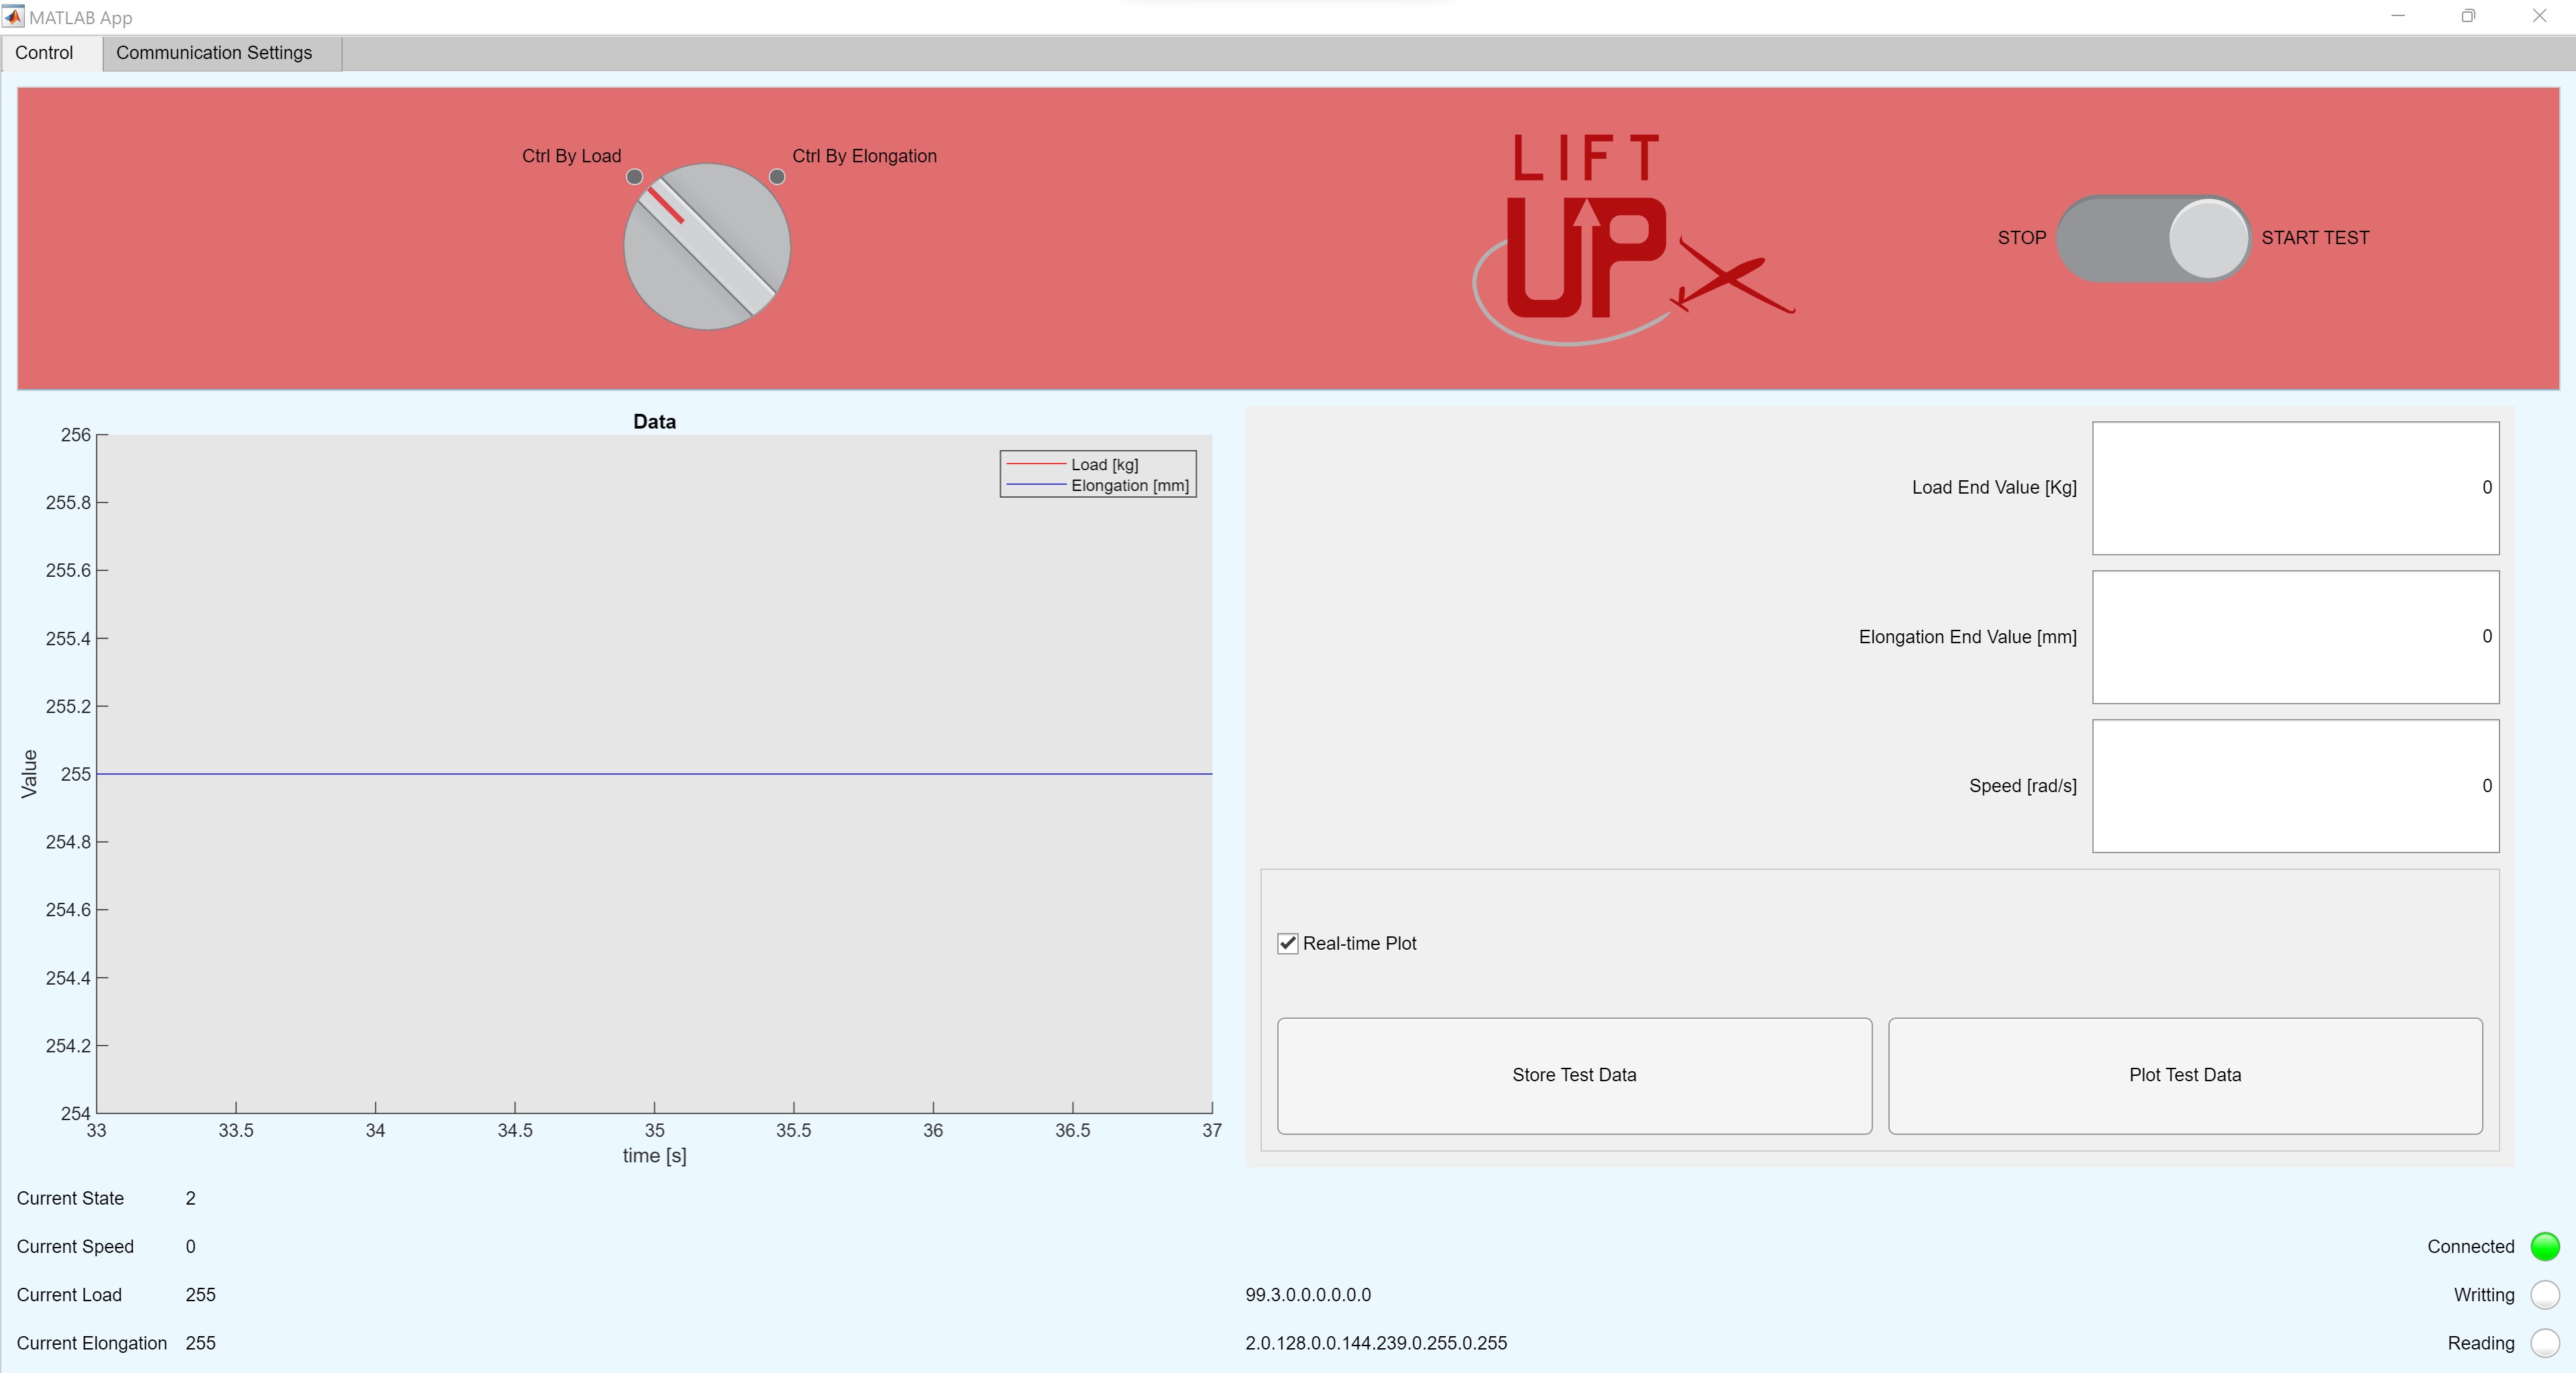 MATLAB App
Control
Communication Settings
Ctrl By Load
Ctrl By Elongation
LIFT
UP
STOP
START TEST
Data
256
255.8
255.6
255.4
255.2
255
254.8
254.6
254.4
254.2
254
Value
Load [kg]
Elongation [mm]
33
33.5
34
34.5
35
35.5
36
36.5
37
time [s]
Load End Value [Kg]
0
Elongation End Value [mm]
0
Speed [rad/s]
0
Real-time Plot
Store Test Data
Plot Test Data
Current State 2
Current Speed 0
Connected
Current Load 255
99.3.0.0.0.0.0.0
Writting
Current Elongation 255
2.0.128.0.0.144.239.0.255.0.255
Reading